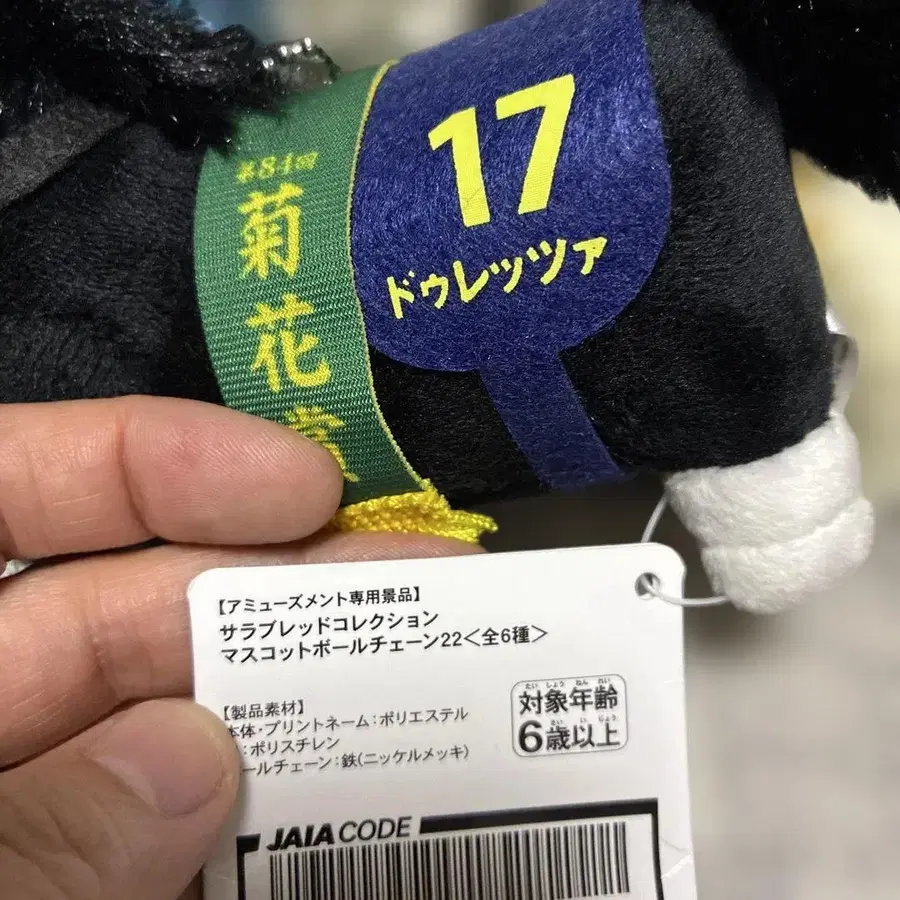 第84回
菊花賞
17
ドゥレッツァ
【アミューズメント専用景品】
サラブレッドコレクション
マスコットボールチェーン22<全6種>
【製品素材】
本体・プリントネーム:ポリエステル
:ポリスチレン
ールチェーン:鉄(ニッケルメッキ)
たいしょうねんれい
対象年齢
さいいじょう
6歳以上
JAIA CODE